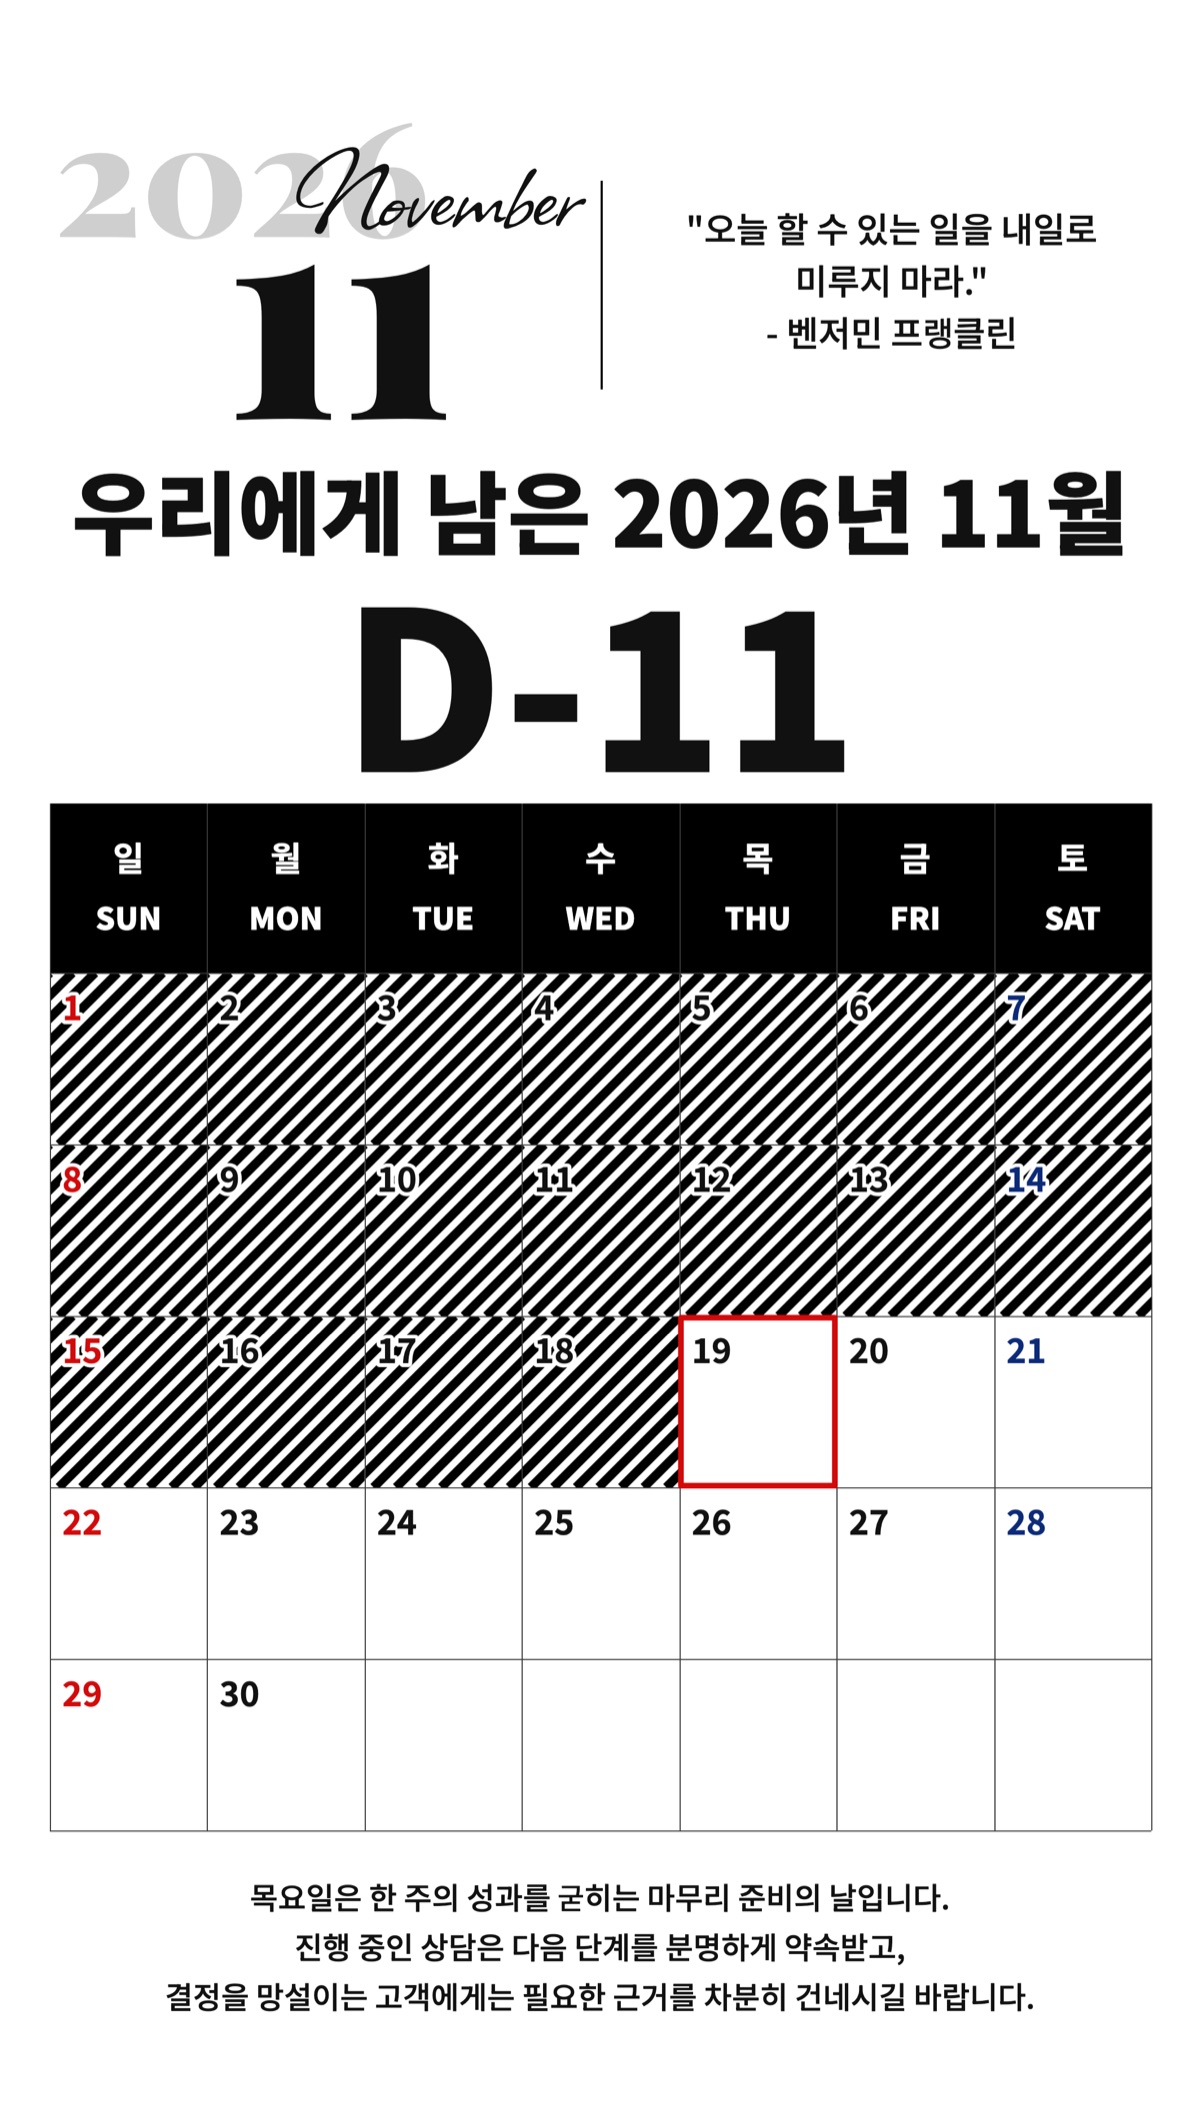 2026 November
11
"오늘 할 수 있는 일을 내일로
미루지 마라."
- 벤저민 프랭클린
우리에게 남은 2026년 11월
D-11
일 월 화 수 목 금 토
SUN MON TUE WED THU FRI SAT
1 2 3 4 5 6 7
8 9 10 11 12 13 14
15 16 17 18 19 20 21
22 23 24 25 26 27 28
29 30
목요일은 한 주의 성과를 굳히는 마무리 준비의 날입니다.
진행 중인 상담은 다음 단계를 분명하게 약속받고,
결정을 망설이는 고객에게는 필요한 근거를 차분히 건네시길 바랍니다.